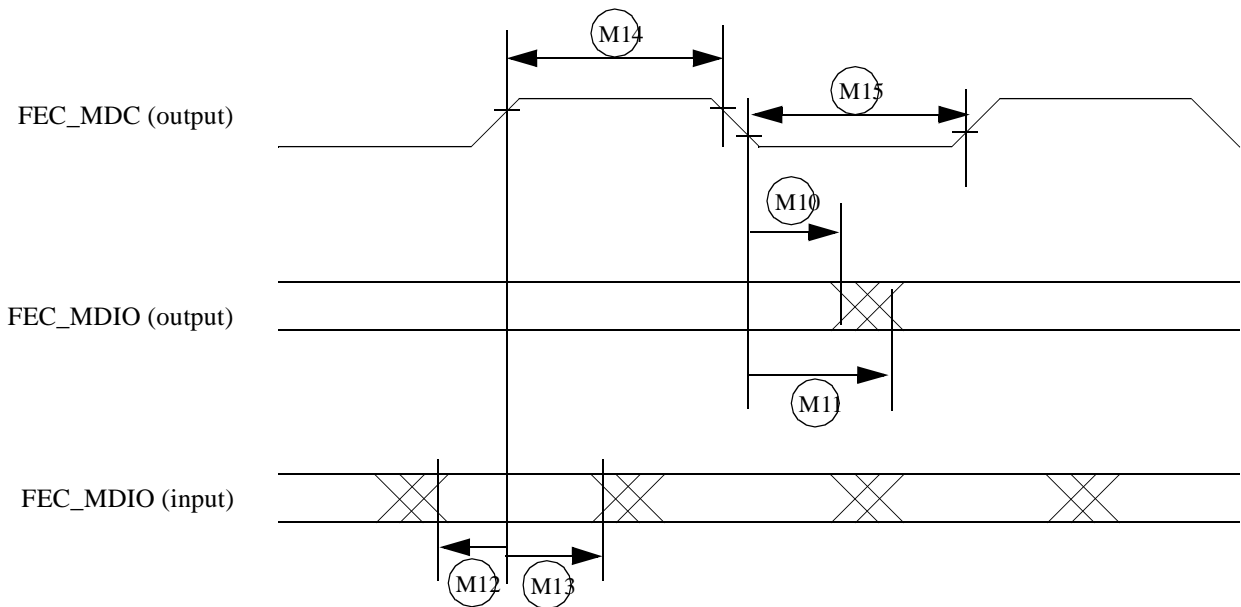 M14
FEC_MDC (output)
M15
M10
FEC_MDIO (output)
M11
FEC_MDIO (input)
M12
M13